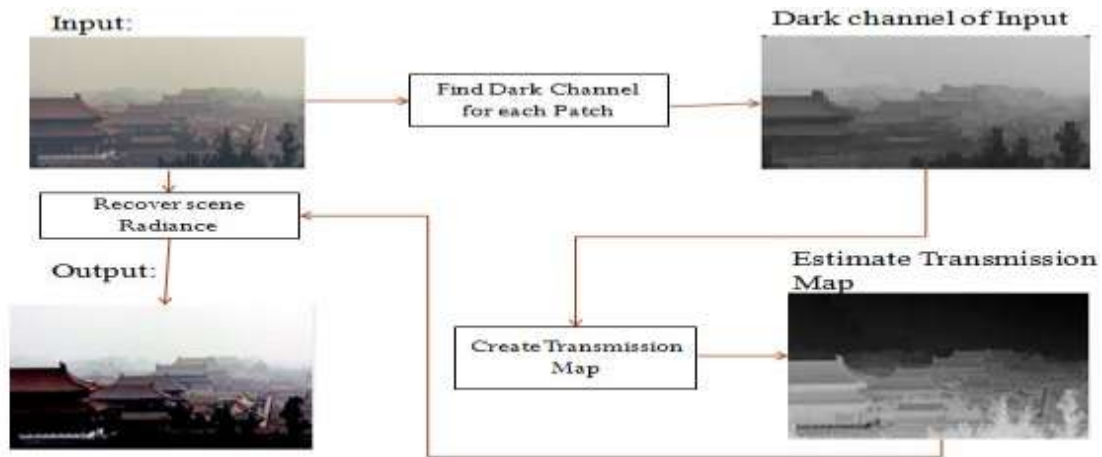 Input:
Dark channel of Input
Find Dark Channel
for each Patch
Recover scene
Radiance
Output:
Estimate Transmission
Map
Create Transmission
Map